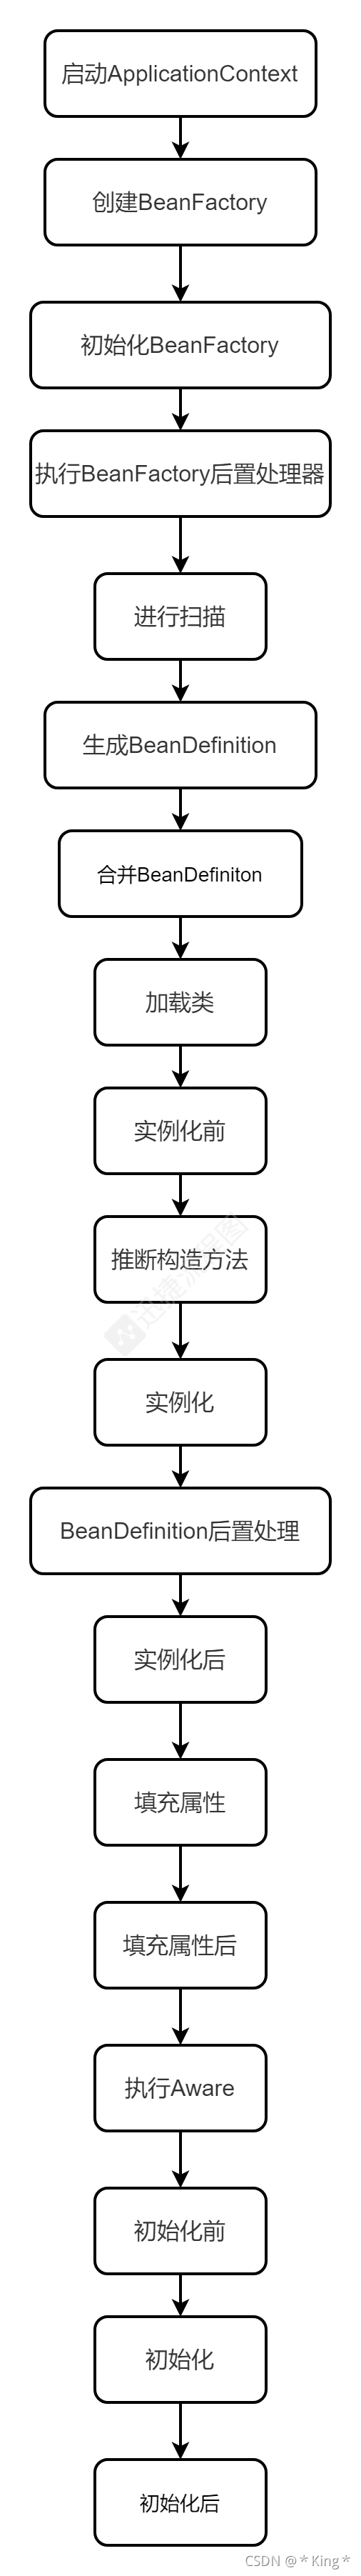 启动ApplicationContext
创建BeanFactory
初始化BeanFactory
执行BeanFactory后置处理器
进行扫描
生成BeanDefinition
合并BeanDefiniton
加载类
实例化前
推断构造方法
迅捷流程图
实例化
BeanDefinition后置处理
实例化后
填充属性
填充属性后
执行Aware
初始化前
初始化
初始化后
CSDN @＊King＊